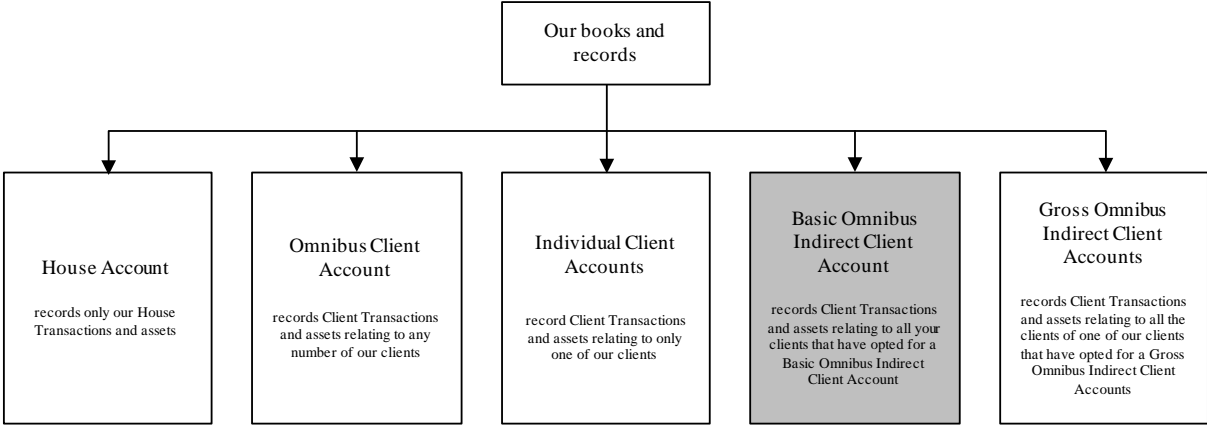 Our books and
records
House Account
records only our House
Transactions and assets
Omnibus Client
Account
records Client Transactions
and assets relating to any
number of our clients
Individual Client
Accounts
record Client Transactions
and assets relating to only
one of our clients
Basic Omnibus
Indirect Client
Account
records Client Transactions
and assets relating to all your
clients that have opted for a
Basic Omnibus Indirect
Client Account
Gross Omnibus
Indirect Client
Accounts
records Client Transactions
and assets relating to all the
clients of one of our clients
that have opted for a Gross
Omnibus Indirect Client
Accounts